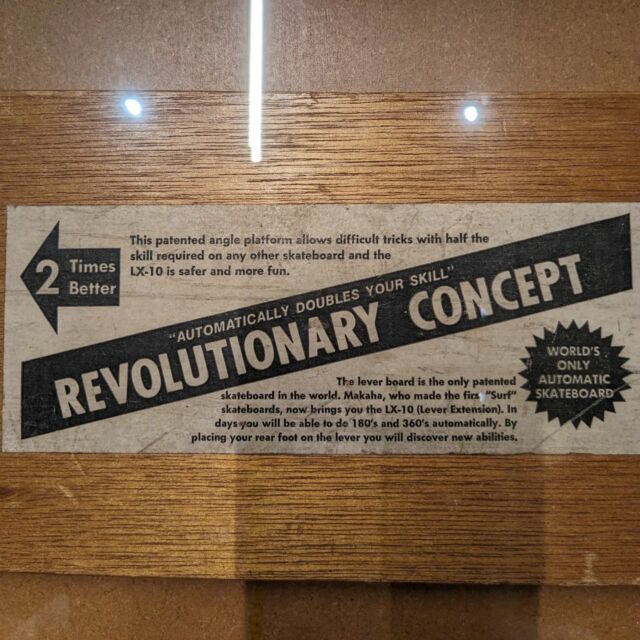 2 Times
Better
This patented angle platform allows difficult tricks with half the
skill required on any other skateboard and the
LX-10 is safer and more fun.
"AUTOMATICALLY DOUBLES YOUR SKILL"
REVOLUTIONARY CONCEPT
WORLD'S
ONLY
AUTOMATIC
SKATEBOARD
The lever board is the only patented
skateboard in the world. Makaha, who made the first "Surf"
skateboards, now brings you the LX-10 (Lever Extension). In
days you will be able to do 180's and 360's automatically. By
placing your rear foot on the lever you will discover new abilities.